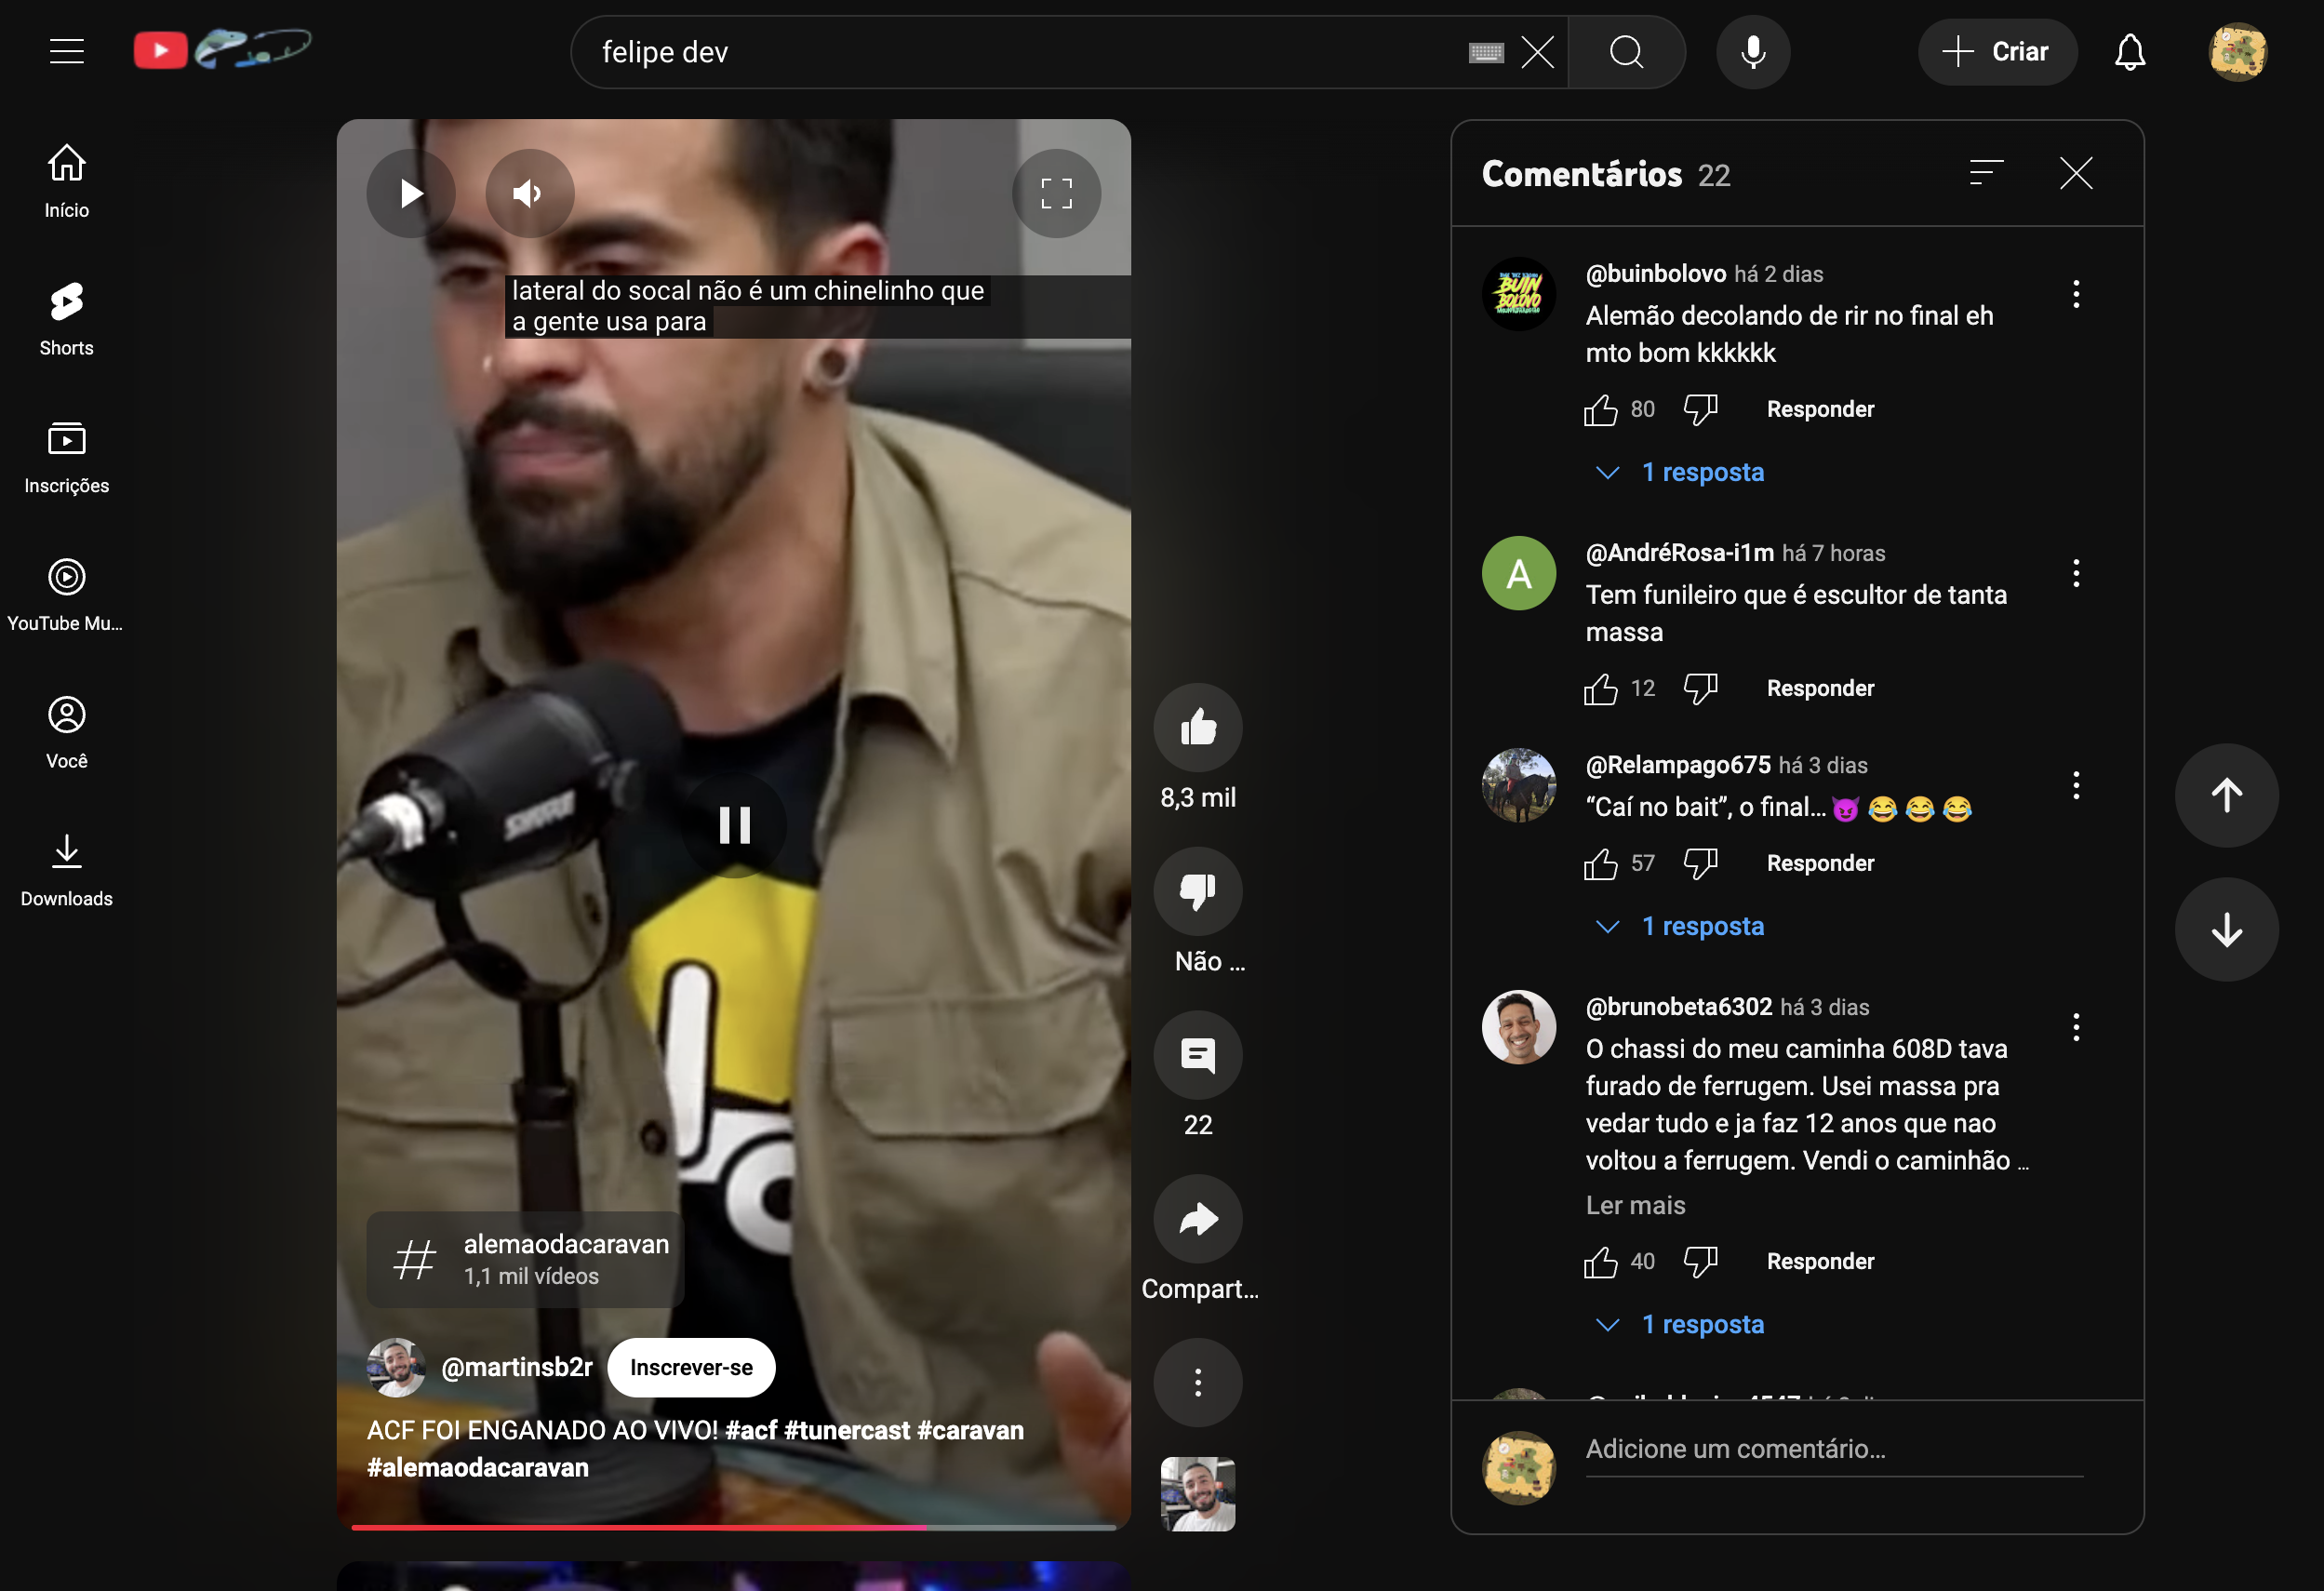 felipe dev
Criar
Início
Shorts
Inscrições
YouTube Mu...
Você
Downloads
lateral do socal não é um chinelinho que
a gente usa para
SHURE
alemaodacaravan
1,1 mil vídeos
@martinsb2r
Inscrever-se
ACF FOI ENGANADO AO VIVO! #acf #tunercast #caravan
#alemaodacaravan
8,3 mil
Não ...
22
Compart...
Comentários 22
BUIN
BOLOVO
@buinbolovo há 2 dias
Alemão decolando de rir no final eh
mto bom kkkkkk
80
Responder
1 resposta
A
@AndréRosa-i1m há 7 horas
Tem funileiro que é escultor de tanta
massa
12
Responder
@Relampago675 há 3 dias
“Caí no bait”, o final...😈😂😂😂
57
Responder
1 resposta
@brunobeta6302 há 3 dias
O chassi do meu caminha 608D tava
furado de ferrugem. Usei massa pra
vedar tudo e ja faz 12 anos que nao
voltou a ferrugem. Vendi o caminhão ...
Ler mais
40
Responder
1 resposta
Adicione um comentário...